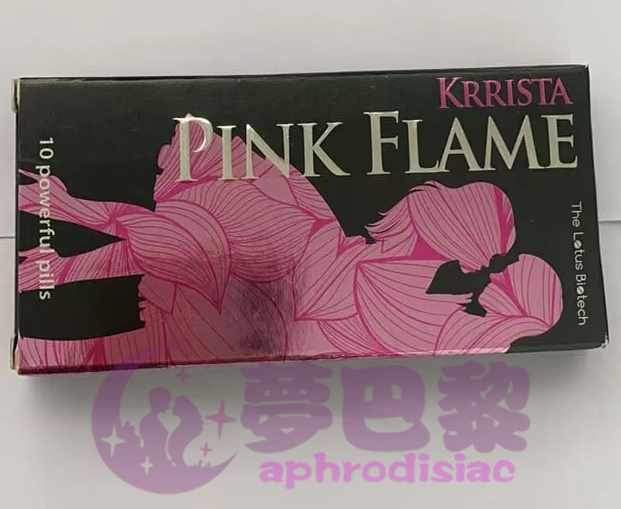 KRRISTA
PINK FLAME
10 powerful pills
The Lotus Biotech
夢巴黎
aphrodisiac